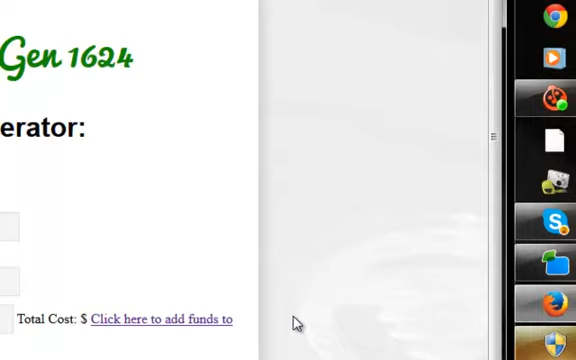 Gen 1624
erator:
Total Cost: $ Click here to add funds to